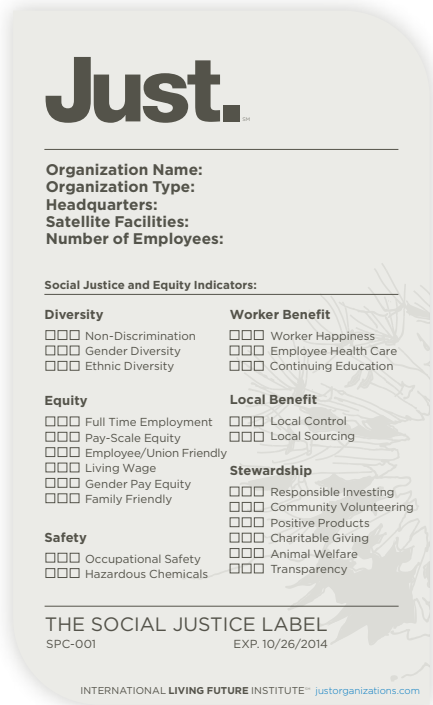 Just.
SM
Organization Name:
Organization Type:
Headquarters:
Satellite Facilities:
Number of Employees:
Social Justice and Equity Indicators:
Diversity
☐☐☐ Non-Discrimination
☐☐☐ Gender Diversity
☐☐☐ Ethnic Diversity
Equity
☐☐☐ Full Time Employment
☐☐☐ Pay-Scale Equity
☐☐☐ Employee/Union Friendly
☐☐☐ Living Wage
☐☐☐ Gender Pay Equity
☐☐☐ Family Friendly
Safety
☐☐☐ Occupational Safety
☐☐☐ Hazardous Chemicals
Worker Benefit
☐☐☐ Worker Happiness
☐☐☐ Employee Health Care
☐☐☐ Continuing Education
Local Benefit
☐☐☐ Local Control
☐☐☐ Local Sourcing
Stewardship
☐☐☐ Responsible Investing
☐☐☐ Community Volunteering
☐☐☐ Positive Products
☐☐☐ Charitable Giving
☐☐☐ Animal Welfare
☐☐☐ Transparency
THE SOCIAL JUSTICE LABEL
SPC-001 EXP. 10/26/2014
INTERNATIONAL LIVING FUTURE INSTITUTE℠ justorganizations.com